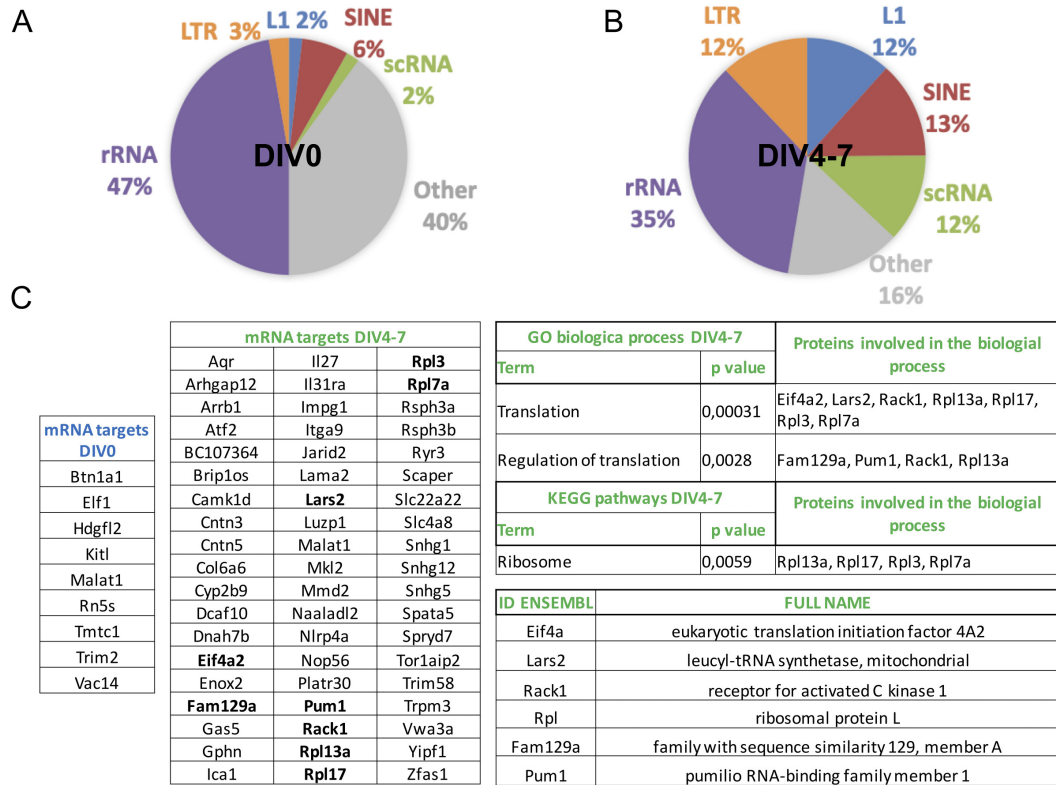 A
LTR 3%
L1 2%
SINE
6%
scRNA
2%
rRNA
47%
DIV0
Other
40%
B
LTR
12%
L1
12%
SINE
13%
rRNA
35%
DIV4-7
scRNA
12%
Other
16%
C
mRNA targets
DIV0
Btn1a1
Elf1
Hdgfl2
Kitl
Malat1
Rn5s
Tmtc1
Trim2
Vac14
mRNA targets DIV4-7
Aqr Il27 Rpl3
Arhgap12 Il31ra Rpl7a
Arrb1 Impg1 Rsph3a
Atf2 Itga9 Rsph3b
BC107364 Jarid2 Ryr3
Brip1os Lama2 Scaper
Camk1d Lars2 Slc22a22
Cntn3 Luzp1 Slc4a8
Cntn5 Malat1 Snhg1
Col6a6 Mkl2 Snhg12
Cyp2b9 Mmd2 Snhg5
Dcaf10 Naaladl2 Spata5
Dnah7b Nlrp4a Spryd7
Eif4a2 Nop56 Tor1aip2
Enox2 Platr30 Trim58
Fam129a Pum1 Trpm3
Gas5 Rack1 Vwa3a
Gphn Rpl13a Yipf1
Ica1 Rpl17 Zfas1
GO biologica process DIV4-7
Proteins involved in the biologial
process
Term p value
Translation 0,00031 Eif4a2, Lars2, Rack1, Rpl13a, Rpl17,
Rpl3, Rpl7a
Regulation of translation 0,0028 Fam129a, Pum1, Rack1, Rpl13a
KEGG pathways DIV4-7
Proteins involved in the biological
process
Term p value
Ribosome 0,0059 Rpl13a, Rpl17, Rpl3, Rpl7a
ID ENSEMBL FULL NAME
Eif4a eukaryotic translation initiation factor 4A2
Lars2 leucyl-tRNA synthetase, mitochondrial
Rack1 receptor for activated C kinase 1
Rpl ribosomal protein L
Fam129a family with sequence similarity 129, member A
Pum1 pumilio RNA-binding family member 1